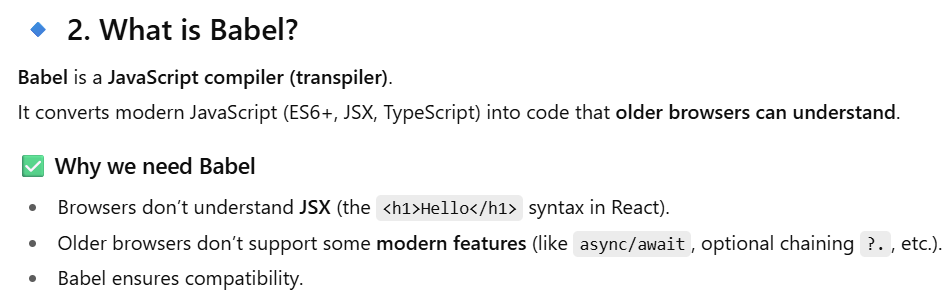 2. What is Babel?
Babel is a JavaScript compiler (transpiler).
It converts modern JavaScript (ES6+, JSX, TypeScript) into code that older browsers can understand.
Why we need Babel
• Browsers don’t understand JSX (the <h1>Hello</h1> syntax in React).
• Older browsers don’t support some modern features (like async/await, optional chaining ?., etc.).
• Babel ensures compatibility.